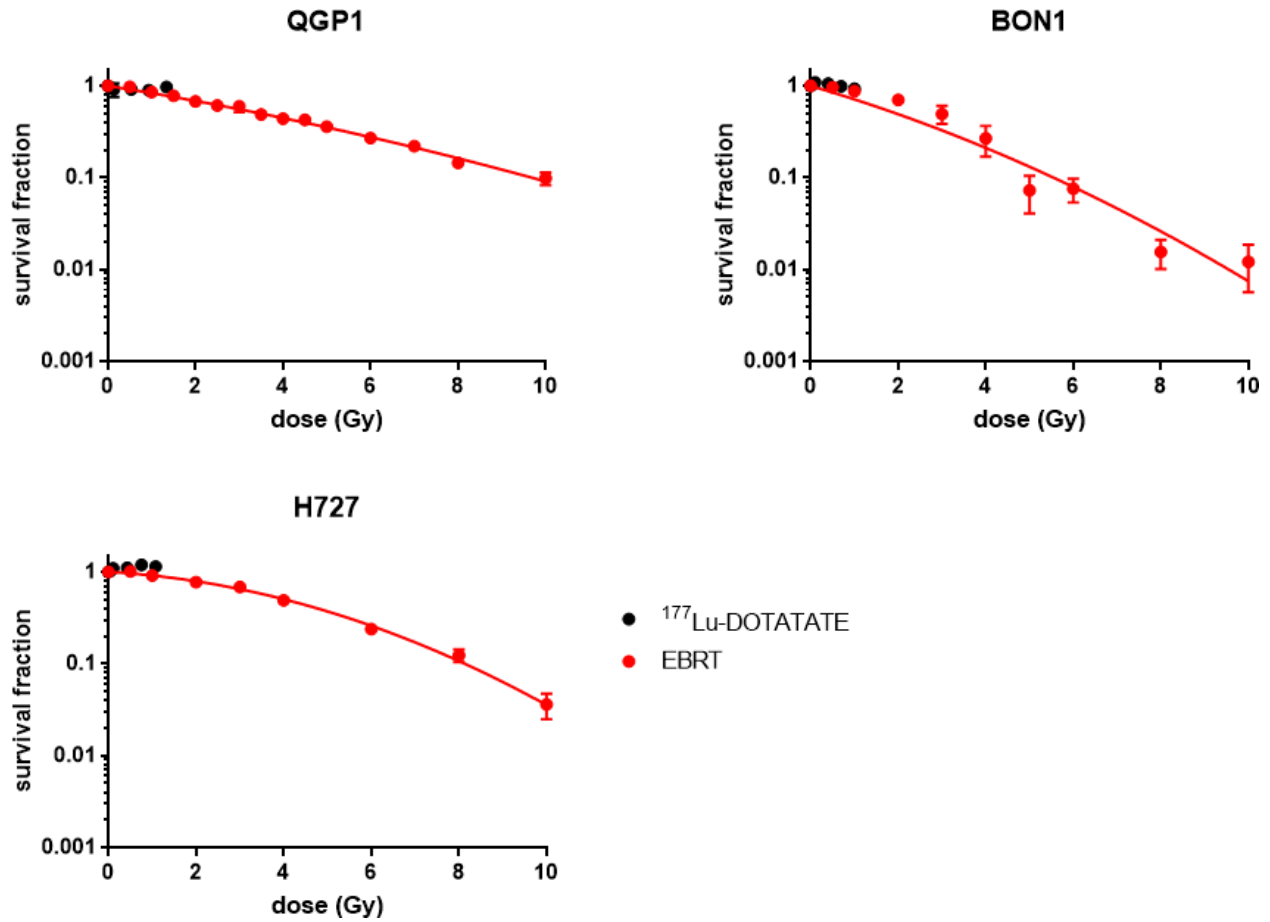 QGP1
1
0.1
0.01
0.001
survival fraction
0 2 4 6 8 10
dose (Gy)
BON1
1
0.1
0.01
0.001
survival fraction
0 2 4 6 8 10
dose (Gy)
H727
1
0.1
0.01
0.001
survival fraction
0 2 4 6 8 10
dose (Gy)
¹⁷⁷Lu-DOTATATE
EBRT